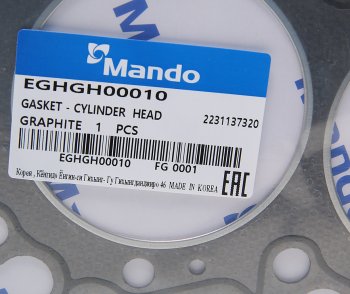 Mando
EGHGH00010
GASKET - CYLINDER HEAD
2231137320
GRAPHITE 1 PCS
EGHGH00010 FG 0001
MADE IN KOREA
EAC